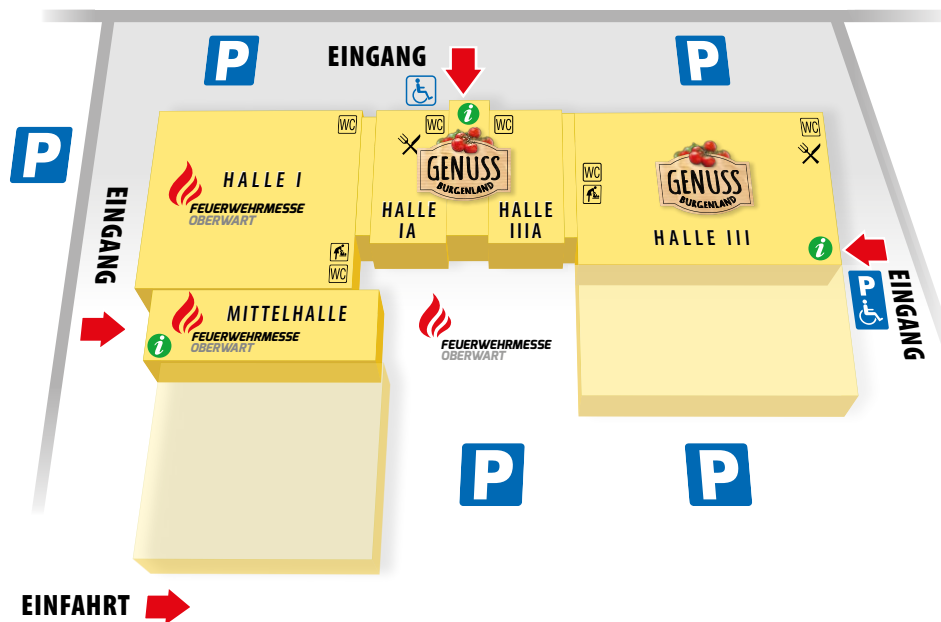 P
EINGANG
P
P
WC
WC
i
WC
WC
HALLE I
FEUERWEHRMESSE
OBERWART
GENUSS
BURGENLAND
HALLE
IA
HALLE
IIIA
WC
GENUSS
BURGENLAND
HALLE III
i
EINGANG
WC
MITTELHALLE
FEUERWEHRMESSE
OBERWART
i
FEUERWEHRMESSE
OBERWART
P
EINGANG
P
P
EINFAHRT